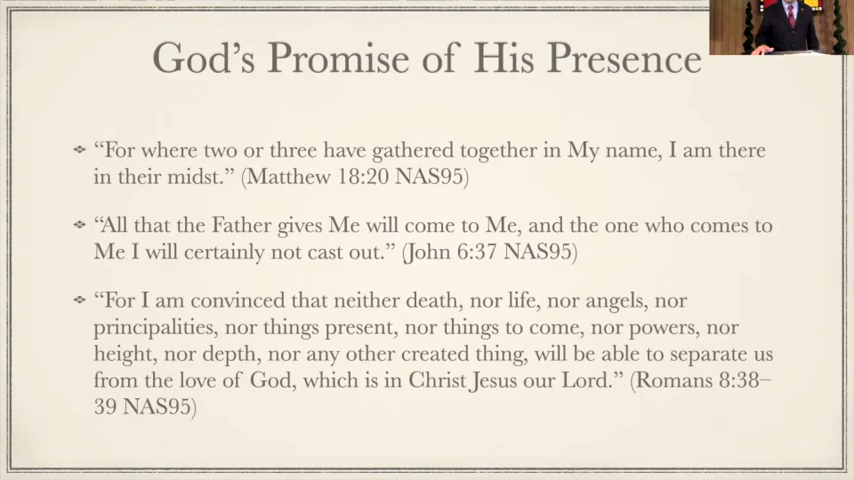 God’s Promise of His Presence
“For where two or three have gathered together in My name, I am there
in their midst.” (Matthew 18:20 NAS95)
“All that the Father gives Me will come to Me, and the one who comes to
Me I will certainly not cast out.” (John 6:37 NAS95)
“For I am convinced that neither death, nor life, nor angels, nor
principalities, nor things present, nor things to come, nor powers, nor
height, nor depth, nor any other created thing, will be able to separate us
from the love of God, which is in Christ Jesus our Lord.” (Romans 8:38–
39 NAS95)